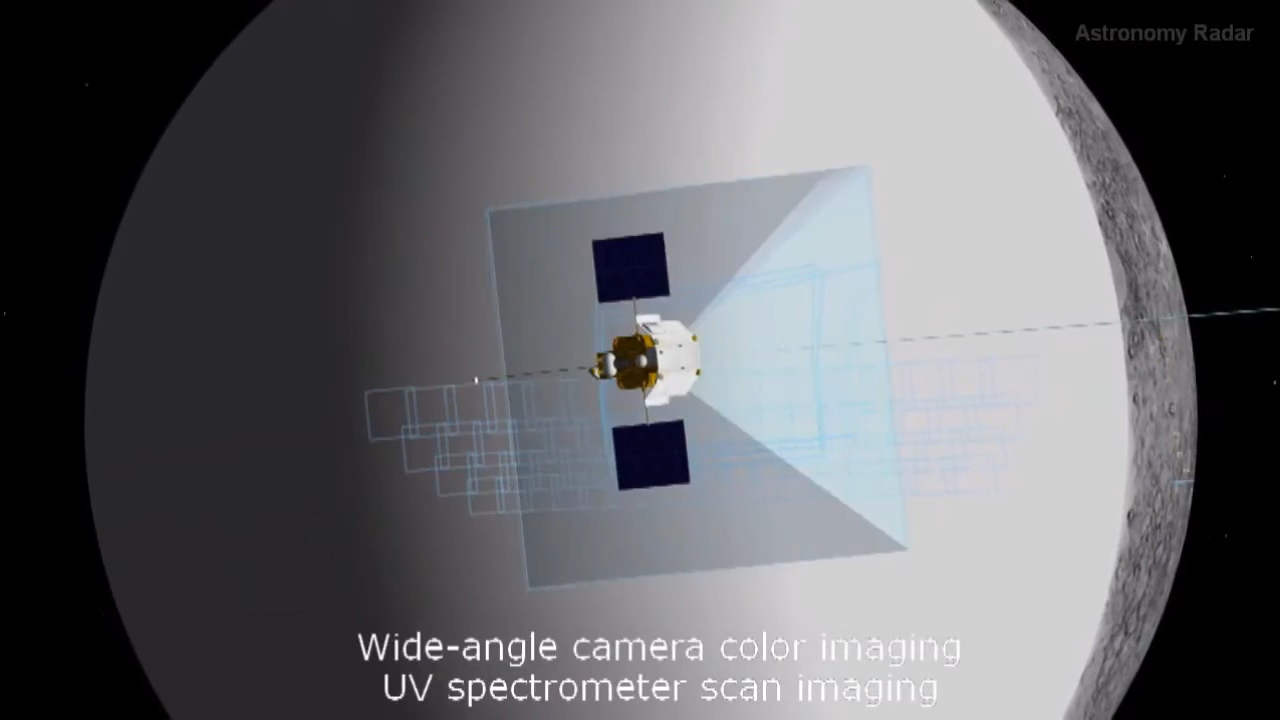 Astronomy Radar
Wide-angle camera color imaging
UV spectrometer scan imaging